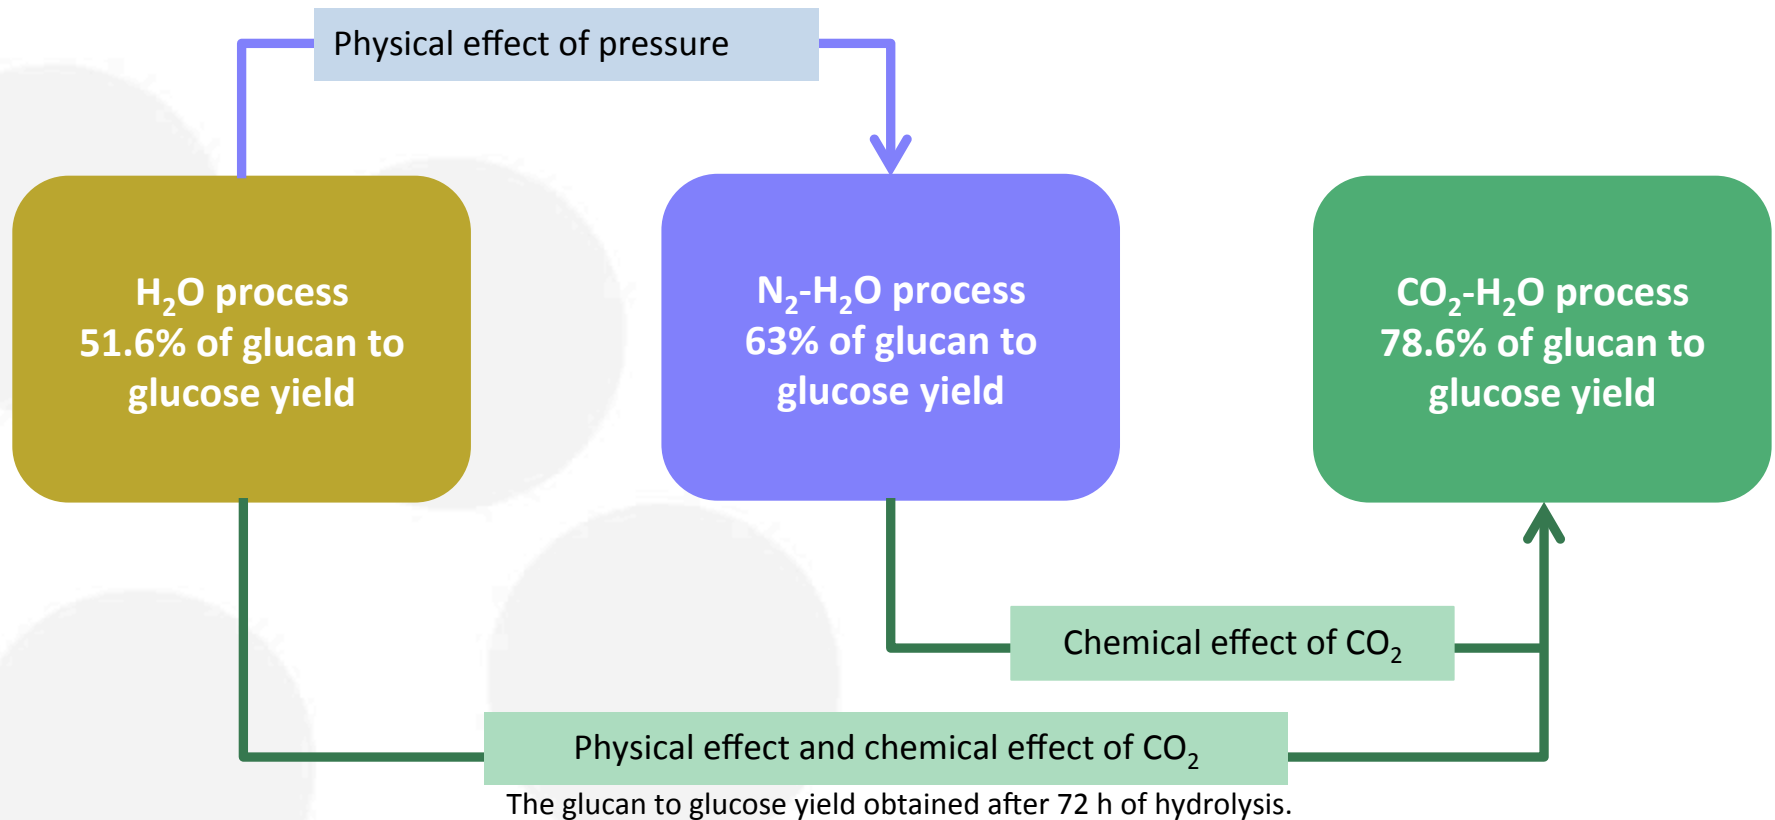 Physical effect of pressure
H₂O process
51.6% of glucan to
glucose yield
N₂-H₂O process
63% of glucan to
glucose yield
CO₂-H₂O process
78.6% of glucan to
glucose yield
Chemical effect of CO₂
Physical effect and chemical effect of CO₂
The glucan to glucose yield obtained after 72 h of hydrolysis.